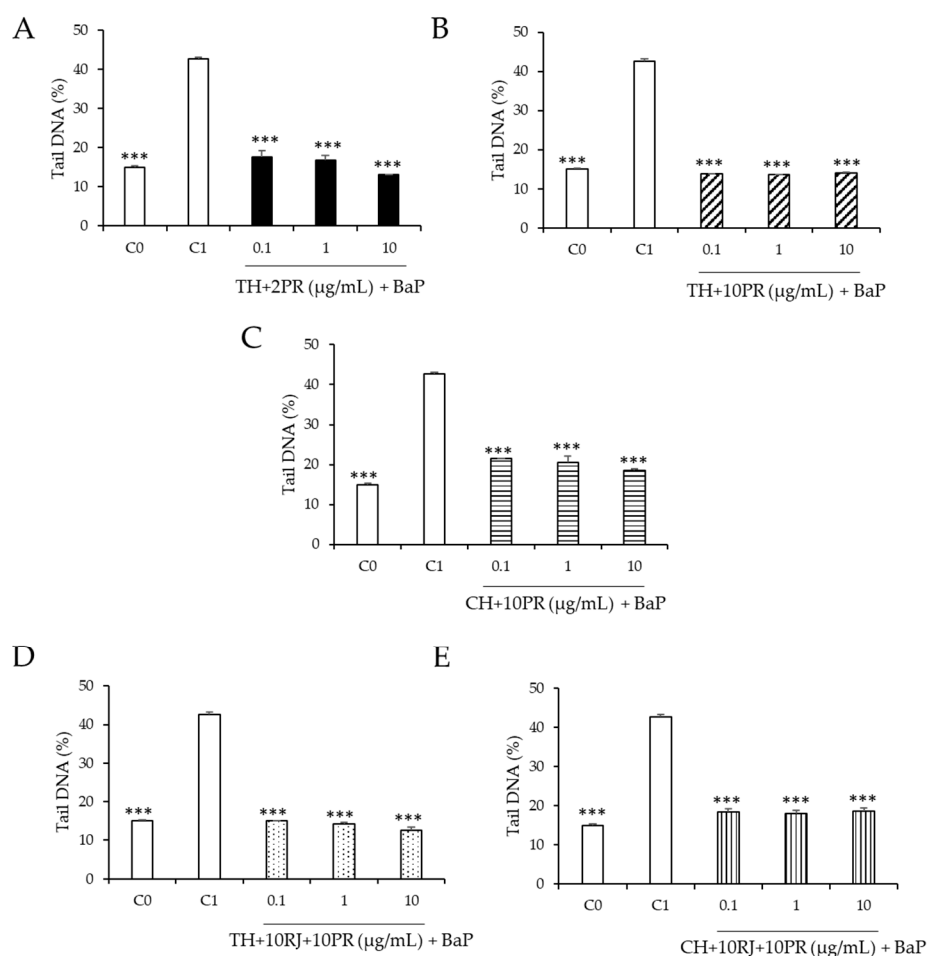 A
Tail DNA (%)
50
40
30
20
10
0
***
***
***
***
C0
C1
0.1
1
10
TH+2PR (μg/mL) + BaP
B
Tail DNA (%)
50
40
30
20
10
0
***
***
***
***
C0
C1
0.1
1
10
TH+10PR (μg/mL) + BaP
C
Tail DNA (%)
50
40
30
20
10
0
***
***
***
***
C0
C1
0.1
1
10
CH+10PR (μg/mL) + BaP
D
Tail DNA (%)
50
40
30
20
10
0
***
***
***
***
C0
C1
0.1
1
10
TH+10RJ+10PR (μg/mL) + BaP
E
Tail DNA (%)
50
40
30
20
10
0
***
***
***
***
C0
C1
0.1
1
10
CH+10RJ+10PR (μg/mL) + BaP